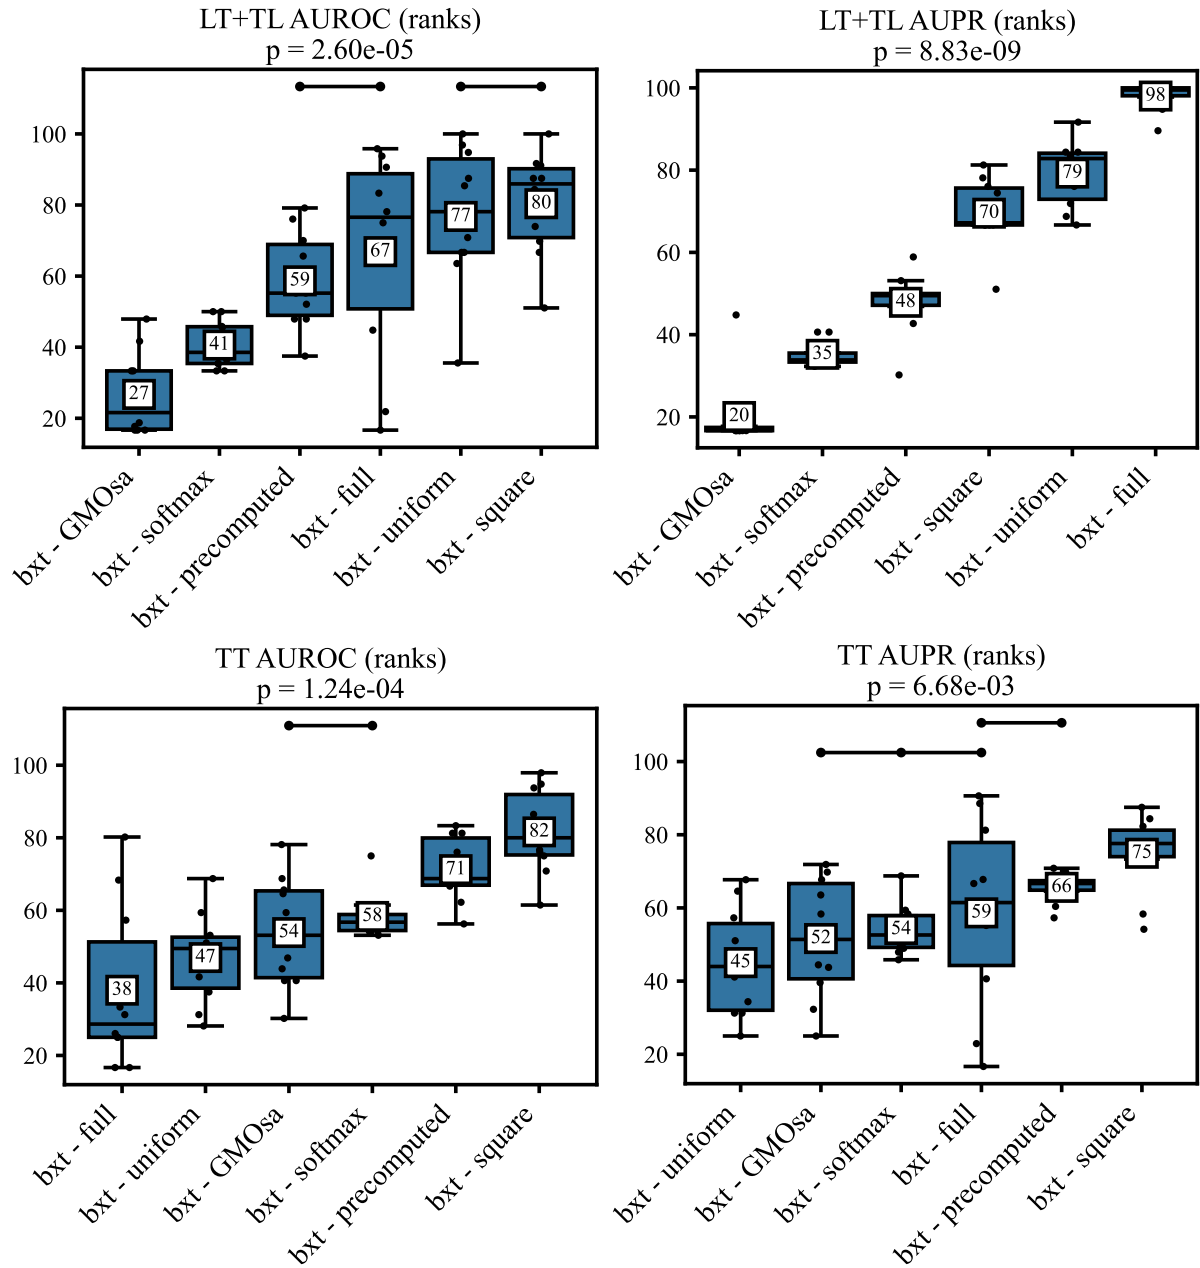 LT+TL AUROC (ranks)
p = 2.60e-05
100
80
60
40
20
27
41
59
67
77
80
bxt - GMOsa
bxt - softmax
bxt - precomputed
bxt - full
bxt - uniform
bxt - square
LT+TL AUPR (ranks)
p = 8.83e-09
100
80
60
40
20
20
35
48
70
79
98
bxt - GMOsa
bxt - softmax
bxt - precomputed
bxt - square
bxt - uniform
bxt - full
TT AUROC (ranks)
p = 1.24e-04
100
80
60
40
20
38
47
54
58
71
82
bxt - full
bxt - uniform
bxt - GMOsa
bxt - softmax
bxt - precomputed
bxt - square
TT AUPR (ranks)
p = 6.68e-03
100
80
60
40
20
45
52
54
59
66
75
bxt - uniform
bxt - GMOsa
bxt - softmax
bxt - full
bxt - precomputed
bxt - square